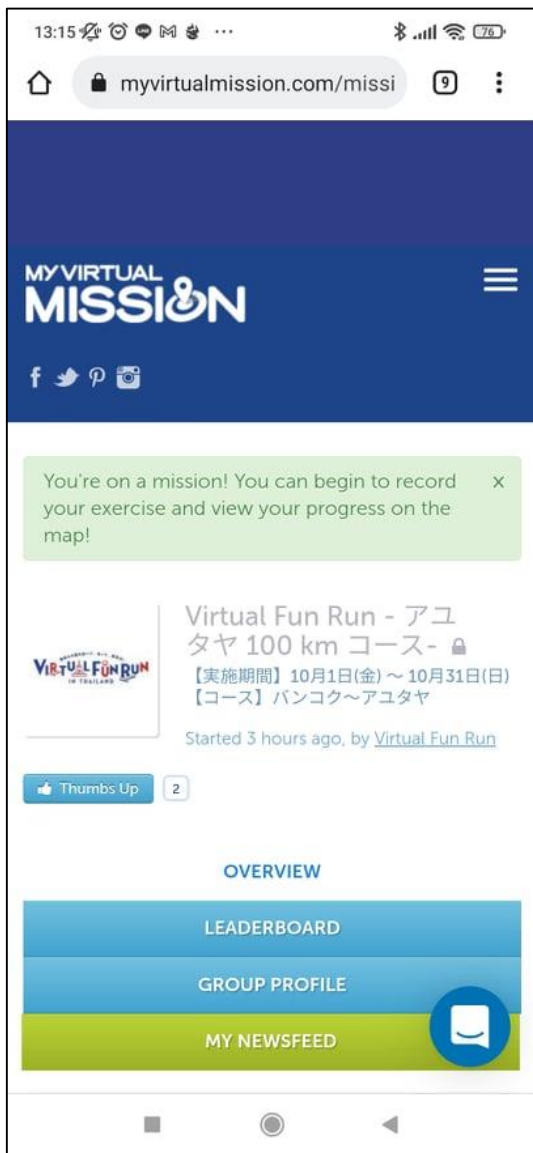 13:15
76
myvirtualmission.com/missi
9
MY VIRTUAL
MISSION
You're on a mission! You can begin to record
your exercise and view your progress on the
map!
×
VIRTUAL FUN RUN
IN THAILAND
Virtual Fun Run - アユ
タヤ 100 km コース-
【実施期間】10月1日(金) ~ 10月31日(日)
【コース】バンコク~アユタヤ
Started 3 hours ago, by Virtual Fun Run
Thumbs Up
2
OVERVIEW
LEADERBOARD
GROUP PROFILE
MY NEWSFEED